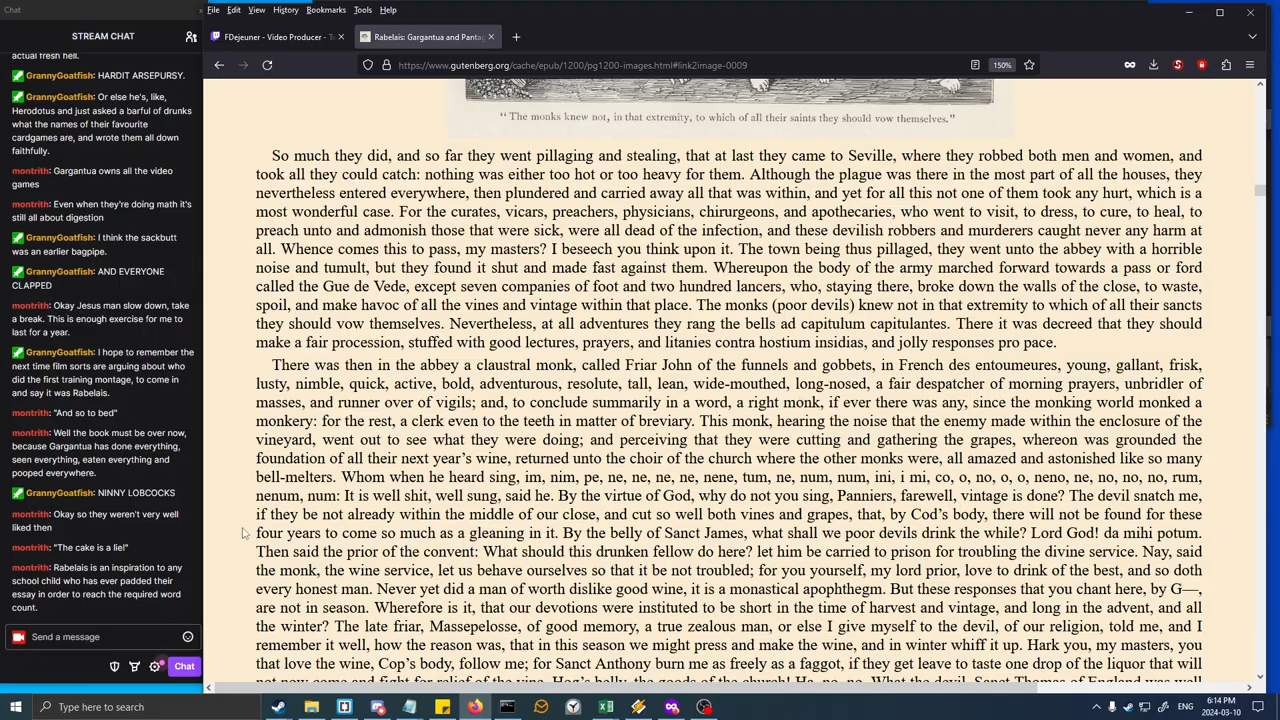 Chat
STREAM CHAT
actual fresh hell.
GrannyGoatfish: HARDIT ARSEPURSY.
GrannyGoatfish: Or else he's, like,
Herodotus and just asked a barful of drunks
what the names of their favourite
cardgames are, and wrote them all down
faithfully.
montrith: Gargantua owns all the video
games
montrith: Even when they're doing math it's
still all about digestion
GrannyGoatfish: I think the sackbutt
was an earlier bagpipe.
GrannyGoatfish: AND EVERYONE
CLAPPED
montrith: Okay Jesus man slow down, take
a break. This is enough exercise for me to
last for a year.
GrannyGoatfish: I hope to remember the
next time film sorts are arguing about who
did the first training montage, to come in
and say it was Rabelais.
montrith: "And so to bed"
montrith: Well the book must be over now,
because Gargantua has done everything,
seen everything, eaten everything and
pooped everywhere.
GrannyGoatfish: NINNY LOBCOCKS
montrith: Okay so they weren't very well
liked then
montrith: "The cake is a lie!"
montrith: Rabelais is an inspiration to any
school child who has ever padded their
essay in order to reach the required word
count.
Send a message
Chat
File Edit View History Bookmarks Tools Help
FDejeuner - Video Producer - T
Rabelais: Gargantua and Pantag
https://www.gutenberg.org/cache/epub/1200/pg1200-images.html#link2image-0009
150%
"The monks knew not, in that extremity, to which of all their saints they should vow themselves."
So much they did, and so far they went pillaging and stealing, that at last they came to Seville, where they robbed both men and women, and
took all they could catch: nothing was either too hot or too heavy for them. Although the plague was there in the most part of all the houses, they
nevertheless entered everywhere, then plundered and carried away all that was within, and yet for all this not one of them took any hurt, which is a
most wonderful case. For the curates, vicars, preachers, physicians, chirurgeons, and apothecaries, who went to visit, to dress, to cure, to heal, to
preach unto and admonish those that were sick, were all dead of the infection, and these devilish robbers and murderers caught never any harm at
all. Whence comes this to pass, my masters? I beseech you think upon it. The town being thus pillaged, they went unto the abbey with a horrible
noise and tumult, but they found it shut and made fast against them. Whereupon the body of the army marched forward towards a pass or ford
called the Gue de Vede, except seven companies of foot and two hundred lancers, who, staying there, broke down the walls of the close, to waste,
spoil, and make havoc of all the vines and vintage within that place. The monks (poor devils) knew not in that extremity to which of all their sancts
they should vow themselves. Nevertheless, at all adventures they rang the bells ad capitulum capitulantes. There it was decreed that they should
make a fair procession, stuffed with good lectures, prayers, and litanies contra hostium insidias, and jolly responses pro pace.
There was then in the abbey a claustral monk, called Friar John of the funnels and gobbets, in French des entoumeures, young, gallant, frisk,
lusty, nimble, quick, active, bold, adventurous, resolute, tall, lean, wide-mouthed, long-nosed, a fair despatcher of morning prayers, unbridler of
masses, and runner over of vigils; and, to conclude summarily in a word, a right monk, if ever there was any, since the monking world monked a
monkery: for the rest, a clerk even to the teeth in matter of breviary. This monk, hearing the noise that the enemy made within the enclosure of the
vineyard, went out to see what they were doing; and perceiving that they were cutting and gathering the grapes, whereon was grounded the
foundation of all their next year's wine, returned unto the choir of the church where the other monks were, all amazed and astonished like so many
bell-melters. Whom when he heard sing, im, nim, pe, ne, ne, ne, ne, nene, tum, ne, num, num, ini, i mi, co, o, no, o, o, neno, ne, no, no, no, rum,
nenum, num: It is well shit, well sung, said he. By the virtue of God, why do not you sing, Panniers, farewell, vintage is done? The devil snatch me,
if they be not already within the middle of our close, and cut so well both vines and grapes, that, by Cod's body, there will not be found for these
four years to come so much as a gleaning in it. By the belly of Sanct James, what shall we poor devils drink the while? Lord God! da mihi potum.
Then said the prior of the convent: What should this drunken fellow do here? let him be carried to prison for troubling the divine service. Nay, said
the monk, the wine service, let us behave ourselves so that it be not troubled; for you yourself, my lord prior, love to drink of the best, and so doth
every honest man. Never yet did a man of worth dislike good wine, it is a monastical apophthegm. But these responses that you chant here, by G—,
are not in season. Wherefore is it, that our devotions were instituted to be short in the time of harvest and vintage, and long in the advent, and all
the winter? The late friar, Massepelosse, of good memory, a true zealous man, or else I give myself to the devil, of our religion, told me, and I
remember it well, how the reason was, that in this season we might press and make the wine, and in winter whiff it up. Hark you, my masters, you
that love the wine, Cop's body, follow me; for Sanct Anthony burn me as freely as a faggot, if they get leave to taste one drop of the liquor that will
not now come and fight for relief of the vine. Hog's belly, the goods of the church! Ha, no, no. What the devil, Sanct Thomas of England was well
Type here to search
ENG
6:14 PM
2024-03-10